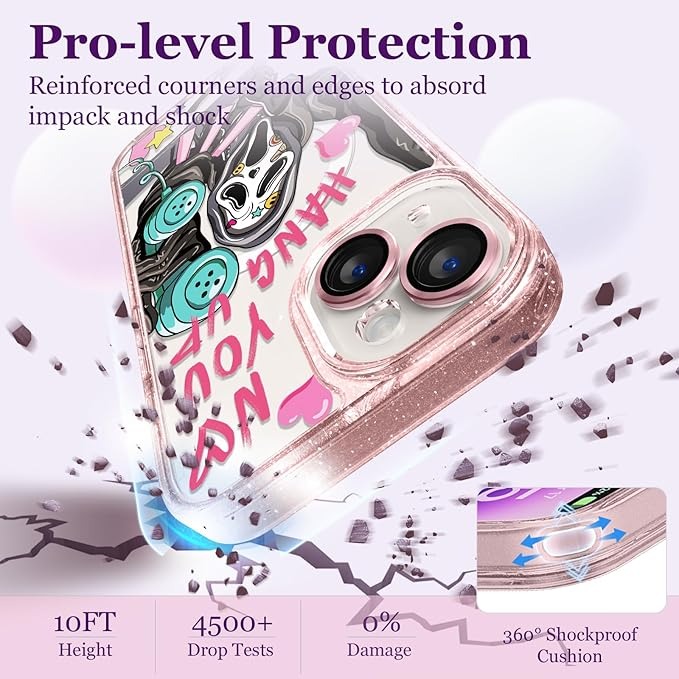 Pro-level Protection
Reinforced courners and edges to absord
impack and shock
NO
YOU
HANG
UP
10FT
Height
4500+
Drop Tests
0%
Damage
360° Shockproof
Cushion